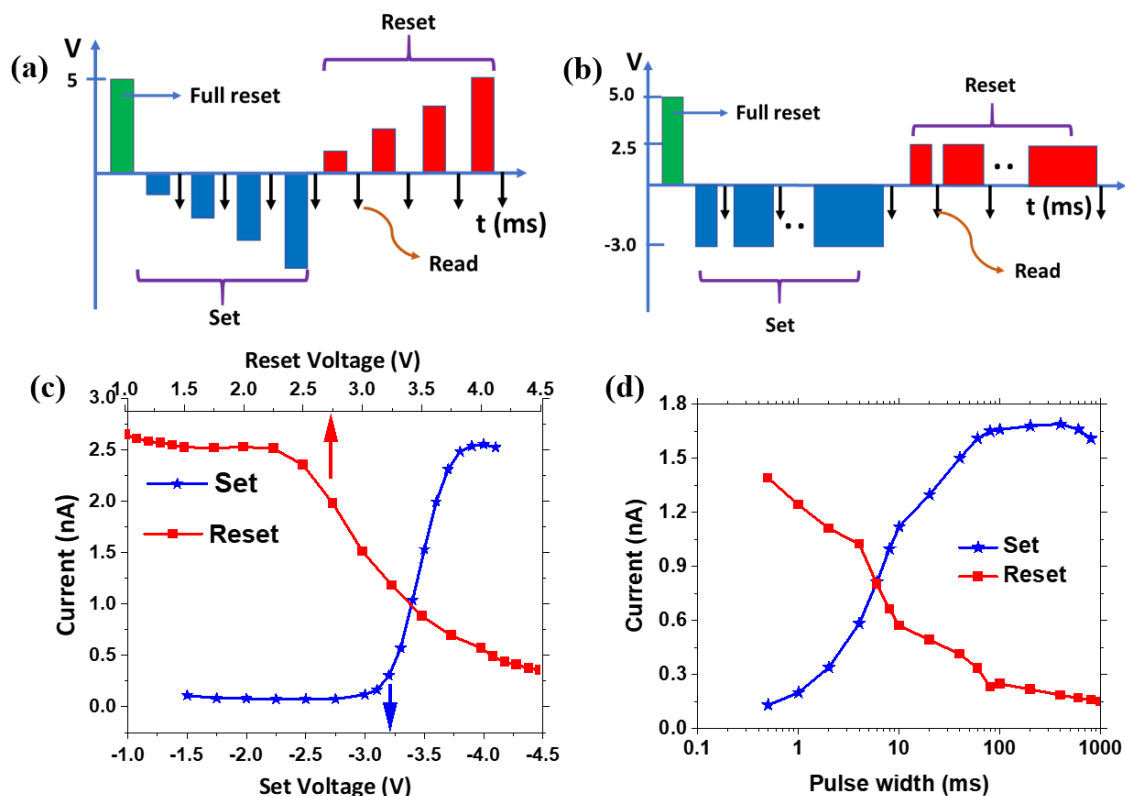 (a)
V
5
Full reset
Reset
t (ms)
Read
Set
(b)
V
5.0
2.5
-3.0
Full reset
Reset
t (ms)
Read
Set
(c)
Reset Voltage (V)
1.0 1.5 2.0 2.5 3.0 3.5 4.0 4.5
3.0
2.5
2.0
1.5
1.0
0.5
0.0
Current (nA)
Set
Reset
-1.0 -1.5 -2.0 -2.5 -3.0 -3.5 -4.0 -4.5
Set Voltage (V)
(d)
1.8
1.5
1.2
0.9
0.6
0.3
0.0
Current (nA)
Set
Reset
0.1 1 10 100 1000
Pulse width (ms)